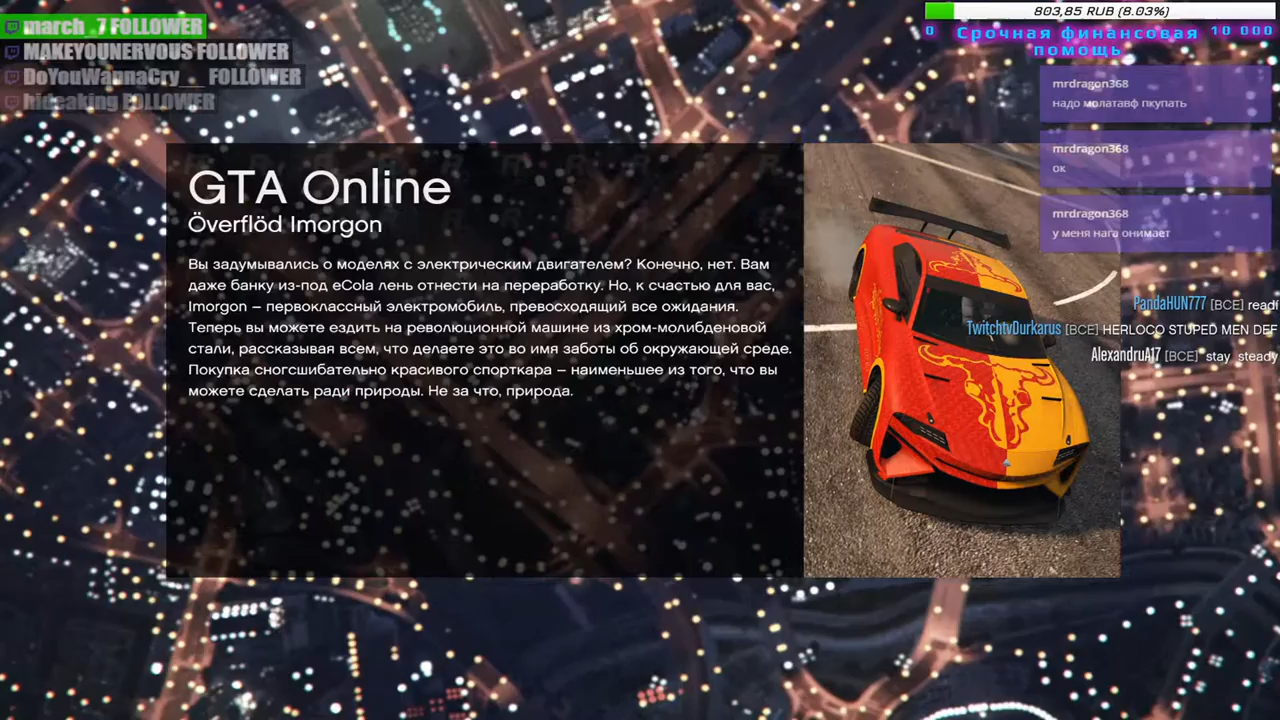 march_7 FOLLOWER
MAKEYOUNERVOUS FOLLOWER
DoYouWannaCry__ FOLLOWER
hideaking FOLLOWER
803,85 RUB (8.03%)
0 Срочная финансовая 10 000
помощь
mrdragon368
надо молатавф пкупать
mrdragon368
ок
mrdragon368
у меня нага онимает
GTA Online
Överflöd Imorgon
Вы задумывались о моделях с электрическим двигателем? Конечно, нет. Вам
даже банку из-под eCola лень отнести на переработку. Но, к счастью для вас,
Imorgon – первоклассный электромобиль, превосходящий все ожидания.
Теперь вы можете ездить на революционной машине из хром-молибденовой
стали, рассказывая всем, что делаете это во имя заботы об окружающей среде.
Покупка сногсшибательно красивого спорткара – наименьшее из того, что вы
можете сделать ради природы. Не за что, природа.
PandaHUN777 [ВСЕ] readi
TwitchtvDurkarus [ВСЕ] HERLOCO STUPED MEN DEF
AlexandruA17 [ВСЕ] stay steady